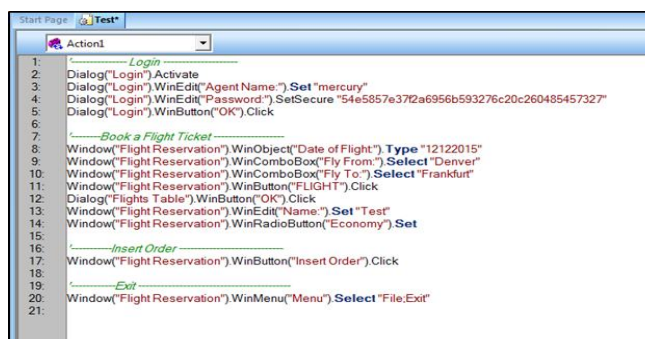 Start Page Test*
Action1
1: '--------------- Login --------------------
2: Dialog("Login").Activate
3: Dialog("Login").WinEdit("Agent Name:").Set "mercury"
4: Dialog("Login").WinEdit("Password:").SetSecure "54e5857e37f2a6956b593276c20c260485457327"
5: Dialog("Login").WinButton("OK").Click
6:
7: '--------Book a Flight Ticket -------------------
8: Window("Flight Reservation").WinObject("Date of Flight:").Type "12122015"
9: Window("Flight Reservation").WinComboBox("Fly From:").Select "Denver"
10: Window("Flight Reservation").WinComboBox("Fly To:").Select "Frankfurt"
11: Window("Flight Reservation").WinButton("FLIGHT").Click
12: Dialog("Flights Table").WinButton("OK").Click
13: Window("Flight Reservation").WinEdit("Name:").Set "Test"
14: Window("Flight Reservation").WinRadioButton("Economy").Set
15:
16: '-----------Insert Order ----------------------------
17: Window("Flight Reservation").WinButton("Insert Order").Click
18:
19: '------------Exit -----------------------------------------
20: Window("Flight Reservation").WinMenu("Menu").Select "File;Exit"
21: